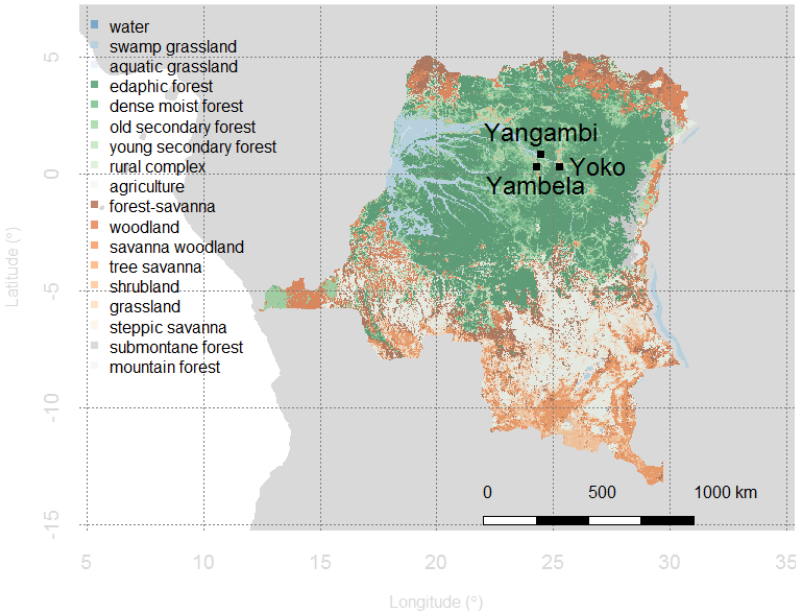 water
swamp grassland
aquatic grassland
edaphic forest
dense moist forest
old secondary forest
young secondary forest
rural complex
agriculture
forest-savanna
woodland
savanna woodland
tree savanna
shrubland
grassland
steppic savanna
submontane forest
mountain forest
Yangambi
Yoko
Yambela
0 500 1000 km
5
0
-5
-10
-15
Latitude (°)
5 10 15 20 25 30 35
Longitude (°)